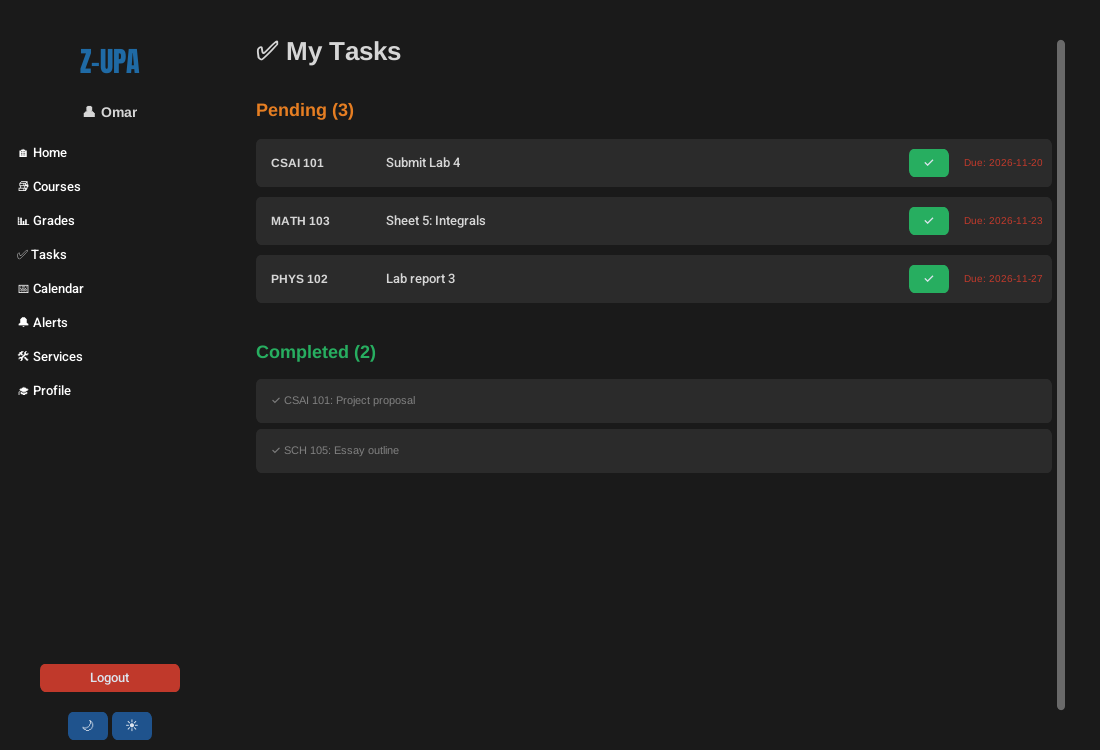 Z-UPA
👤 Omar
🏠 Home
📚 Courses
📊 Grades
✅ Tasks
📅 Calendar
🔔 Alerts
🛠 Services
🎓 Profile
Logout
🌙 ☀
✅ My Tasks
Pending (3)
CSAI 101 Submit Lab 4 ✓ Due: 2026-11-20
MATH 103 Sheet 5: Integrals ✓ Due: 2026-11-23
PHYS 102 Lab report 3 ✓ Due: 2026-11-27
Completed (2)
✓ CSAI 101: Project proposal
✓ SCH 105: Essay outline